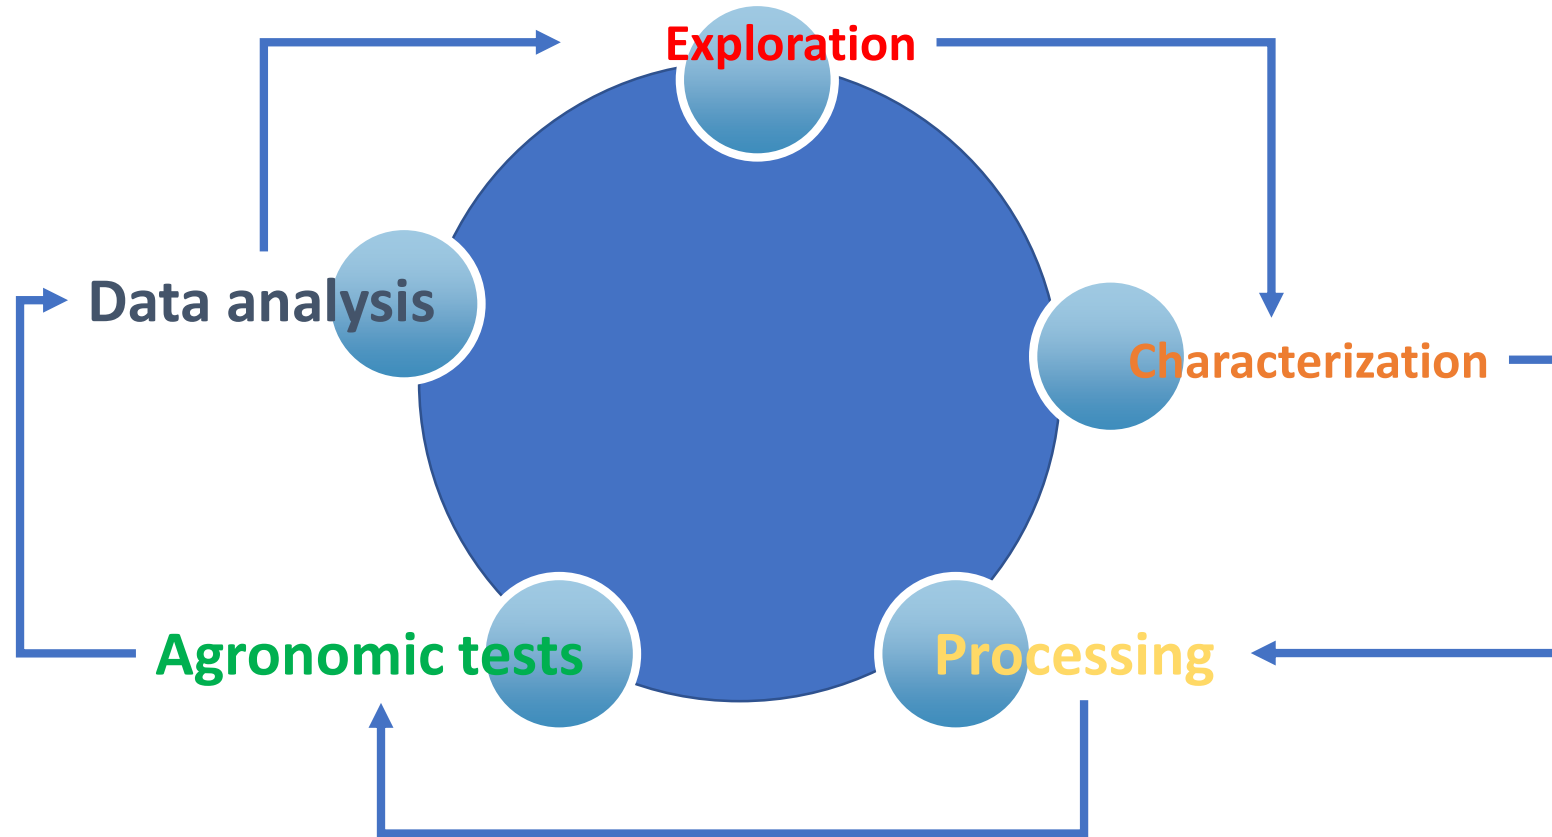 Exploration
Characterization
Processing
Agronomic tests
Data analysis